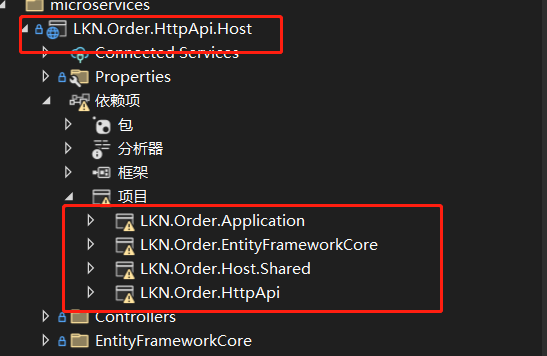 microservices
LKN.Order.HttpApi.Host
Connected Services
Properties
依赖项
包
分析器
框架
项目
LKN.Order.Application
LKN.Order.EntityFrameworkCore
LKN.Order.Host.Shared
LKN.Order.HttpApi
Controllers
EntityFrameworkCore